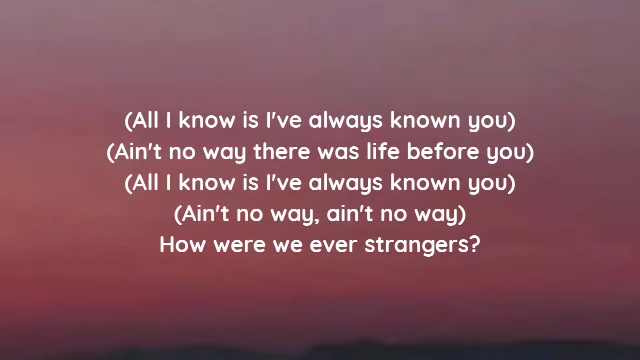 (All I know is I've always known you)
(Ain't no way there was life before you)
(All I know is I've always known you)
(Ain't no way, ain't no way)
How were we ever strangers?